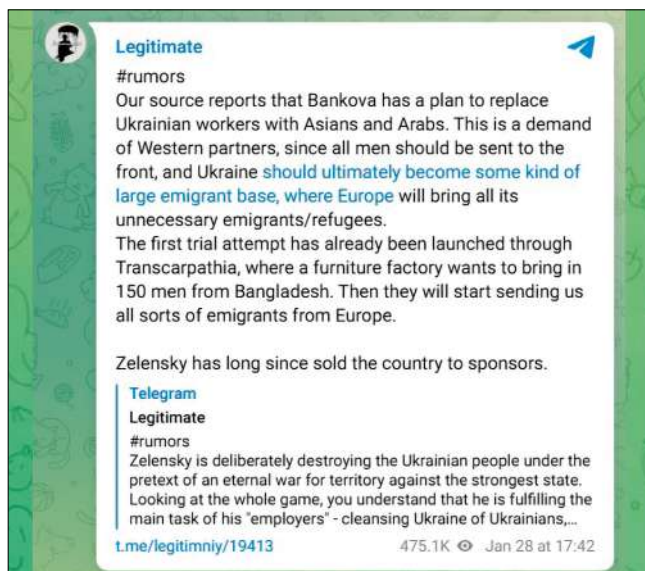 Legitimate
#rumors
Our source reports that Bankova has a plan to replace
Ukrainian workers with Asians and Arabs. This is a demand
of Western partners, since all men should be sent to the
front, and Ukraine should ultimately become some kind of
large emigrant base, where Europe will bring all its
unnecessary emigrants/refugees.
The first trial attempt has already been launched through
Transcarpathia, where a furniture factory wants to bring in
150 men from Bangladesh. Then they will start sending us
all sorts of emigrants from Europe.
Zelensky has long since sold the country to sponsors.
Telegram
Legitimate
#rumors
Zelensky is deliberately destroying the Ukrainian people under the
pretext of an eternal war for territory against the strongest state.
Looking at the whole game, you understand that he is fulfilling the
main task of his "employers" - cleansing Ukraine of Ukrainians,...
t.me/legitimniy/19413 475.1K Jan 28 at 17:42